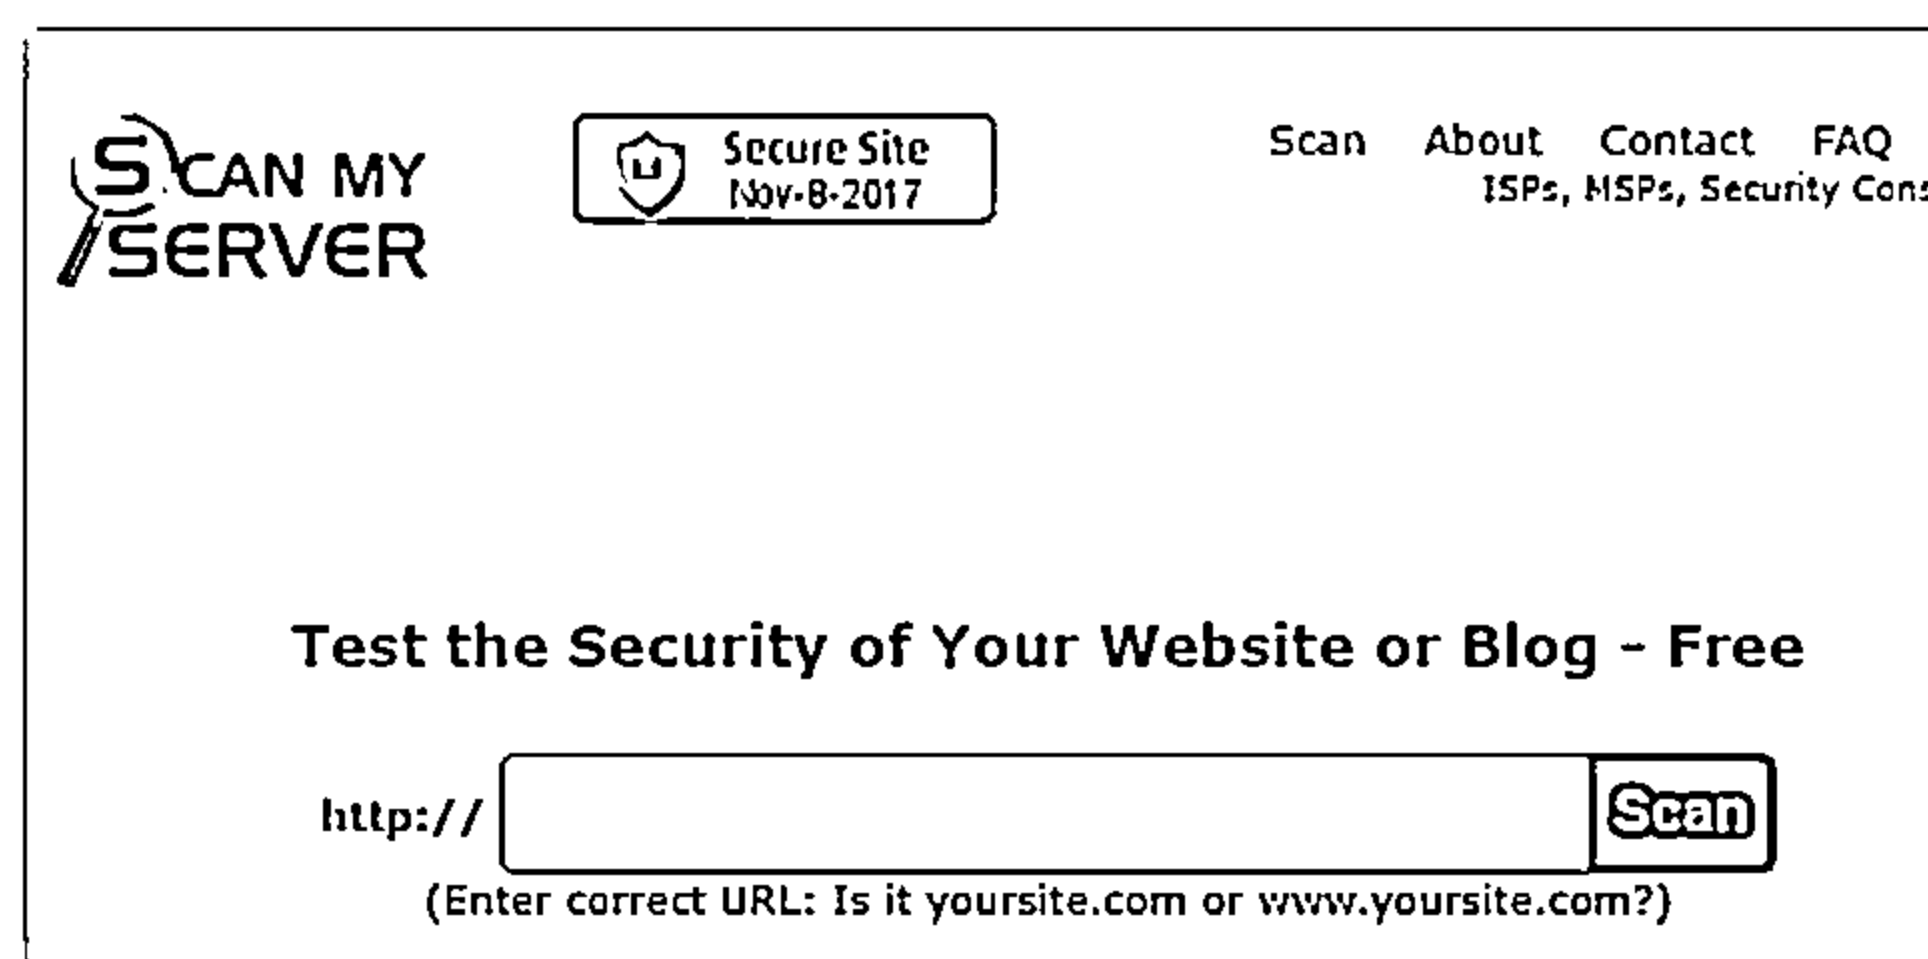 SCAN MY
SERVER
Secure Site
Nov-8-2017
Scan About Contact FAQ
ISPs, MSPs, Security Cons
Test the Security of Your Website or Blog - Free
http://
Scan
(Enter correct URL: Is it yoursite.com or www.yoursite.com?)